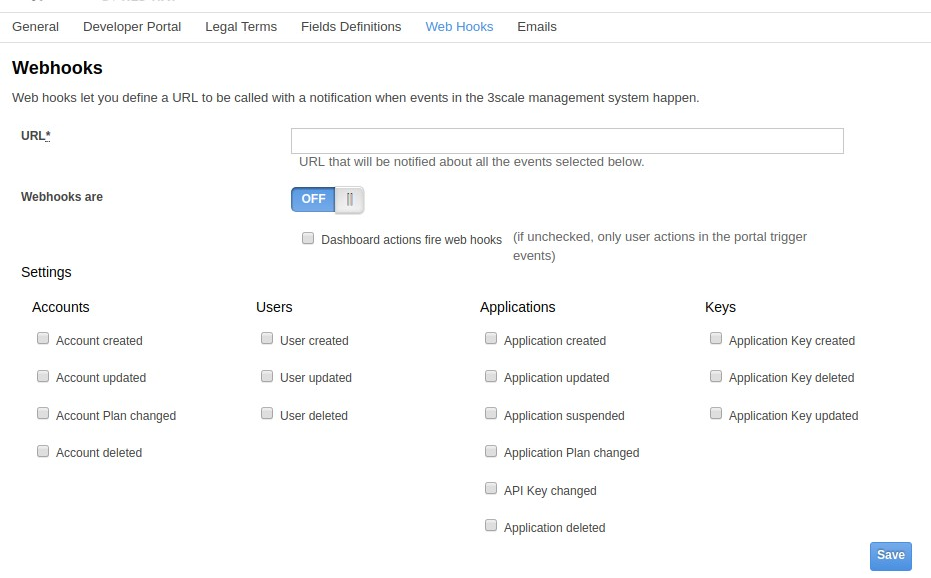 General Developer Portal Legal Terms Fields Definitions Web Hooks Emails
Webhooks
Web hooks let you define a URL to be called with a notification when events in the 3scale management system happen.
URL*
URL that will be notified about all the events selected below.
Webhooks are
OFF
Dashboard actions fire web hooks (if unchecked, only user actions in the portal trigger
events)
Settings
Accounts Users Applications Keys
Account created User created Application created Application Key created
Account updated User updated Application updated Application Key deleted
Account Plan changed User deleted Application suspended Application Key updated
Account deleted Application Plan changed
API Key changed
Application deleted
Save